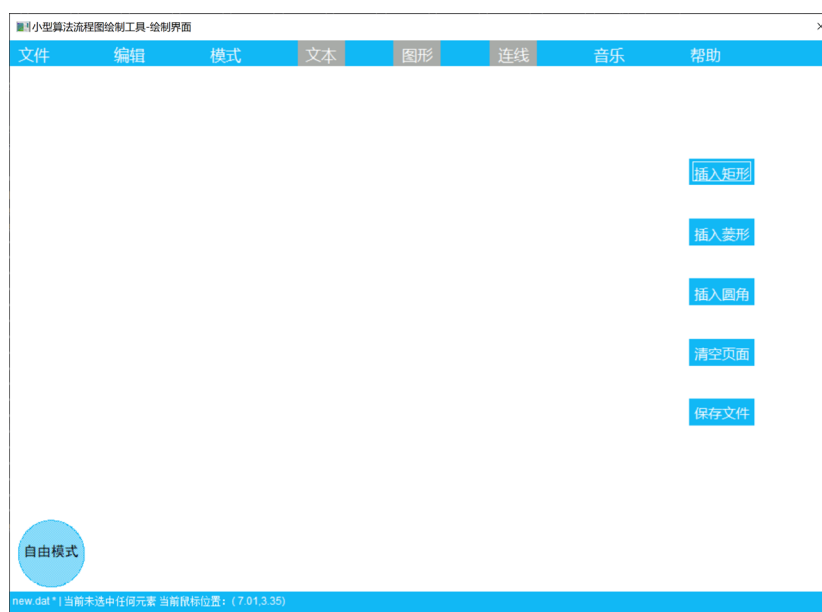 小型算法流程图绘制工具-绘制界面
文件 编辑 模式 文本 图形 连线 音乐 帮助
插入矩形
插入菱形
插入圆角
清空页面
保存文件
自由模式
new.dat * | 当前未选中任何元素 当前鼠标位置：( 7.01,3.35)